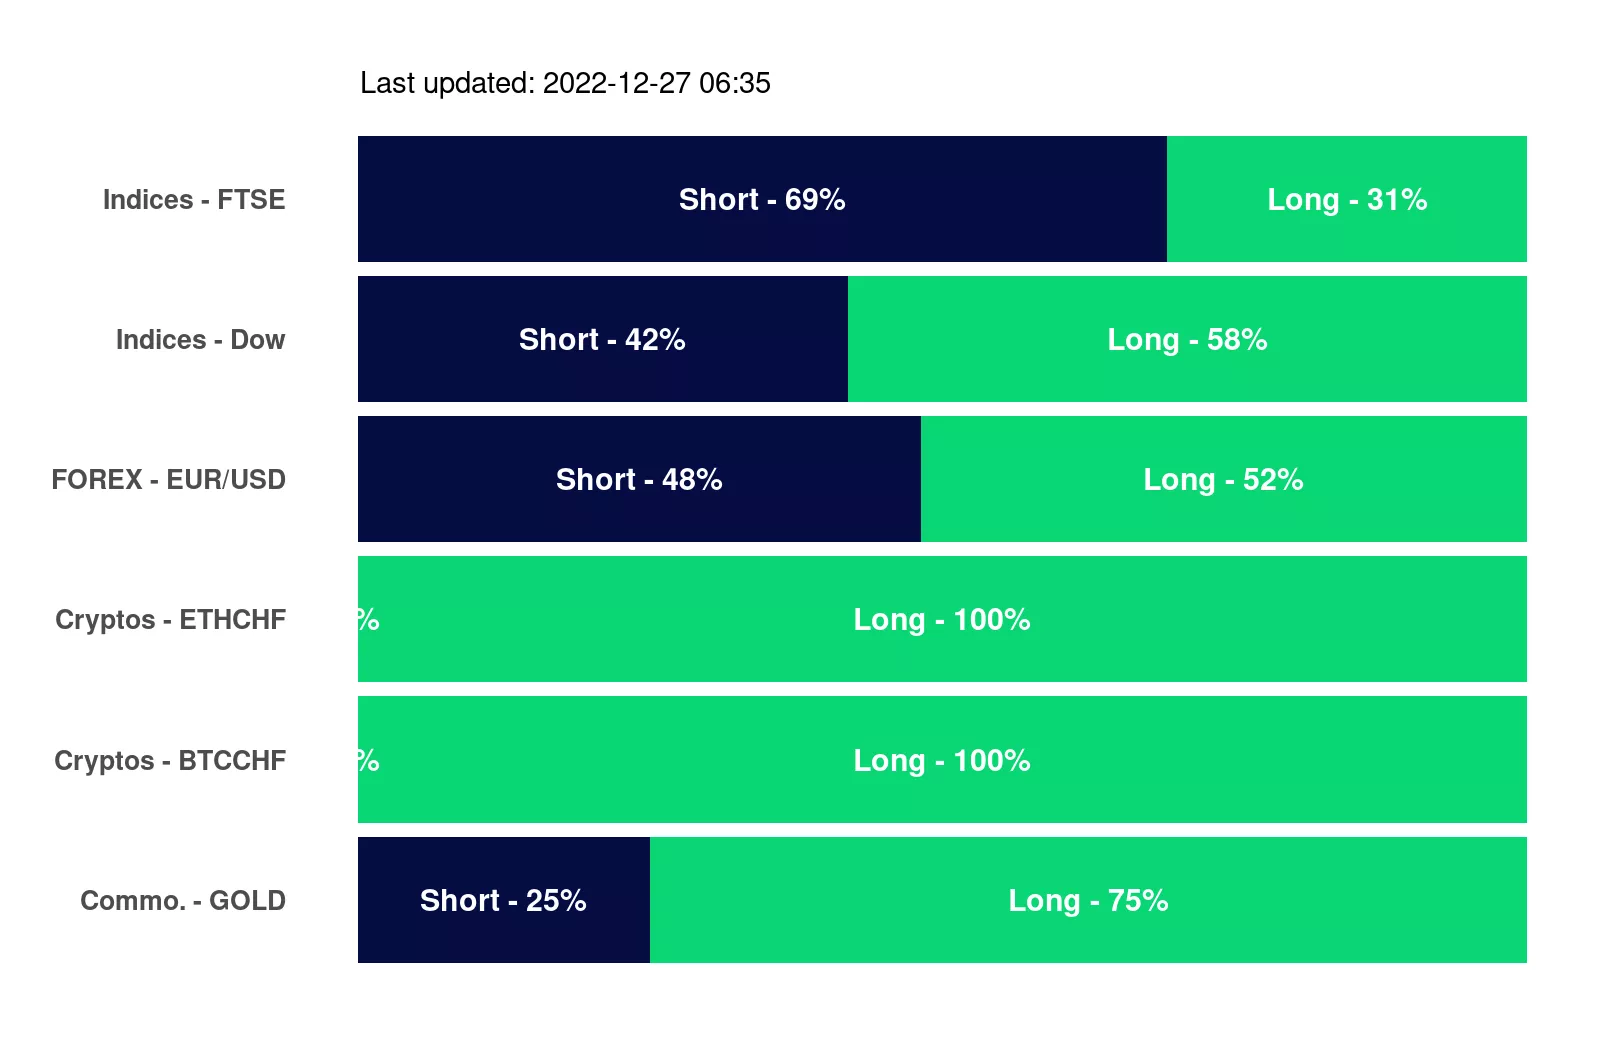 Last updated: 2022-12-27 06:35
Indices - FTSE Short - 69% Long - 31%
Indices - Dow Short - 42% Long - 58%
FOREX - EUR/USD Short - 48% Long - 52%
Cryptos - ETHCHF % Long - 100%
Cryptos - BTCCHF % Long - 100%
Commo. - GOLD Short - 25% Long - 75%